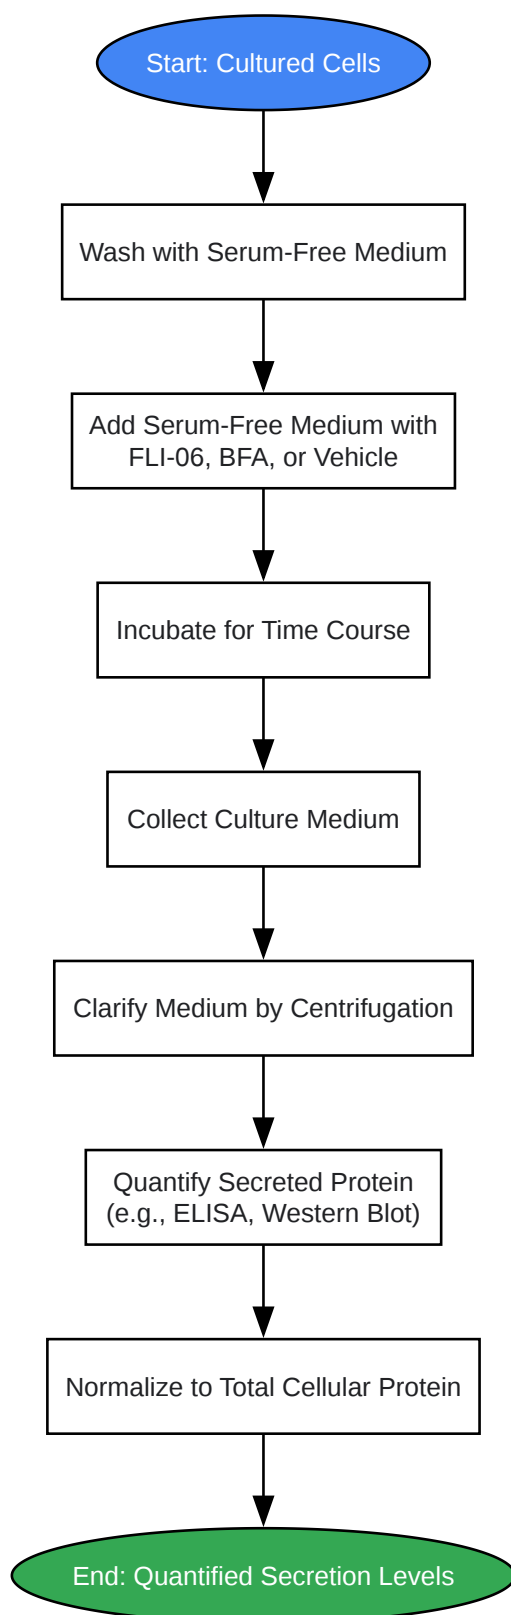 Start: Cultured Cells
Wash with Serum-Free Medium
Add Serum-Free Medium with
FLI-06, BFA, or Vehicle
Incubate for Time Course
Collect Culture Medium
Clarify Medium by Centrifugation
Quantify Secreted Protein
(e.g., ELISA, Western Blot)
Normalize to Total Cellular Protein
End: Quantified Secretion Levels